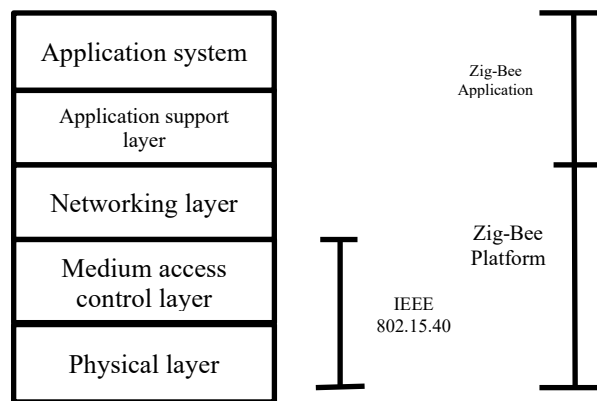 Application system
Application support
layer
Networking layer
Medium access
control layer
Physical layer
IEEE
802.15.40
Zig-Bee
Application
Zig-Bee
Platform